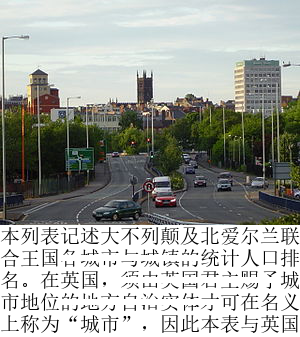 本列表记述大不列颠及北爱尔兰联
合王国各城市与城镇的统计人口排
名。在英国，须由英国君主赐予城
市地位的地方自治实体才可在名义
上称为“城市”，因此本表与英国